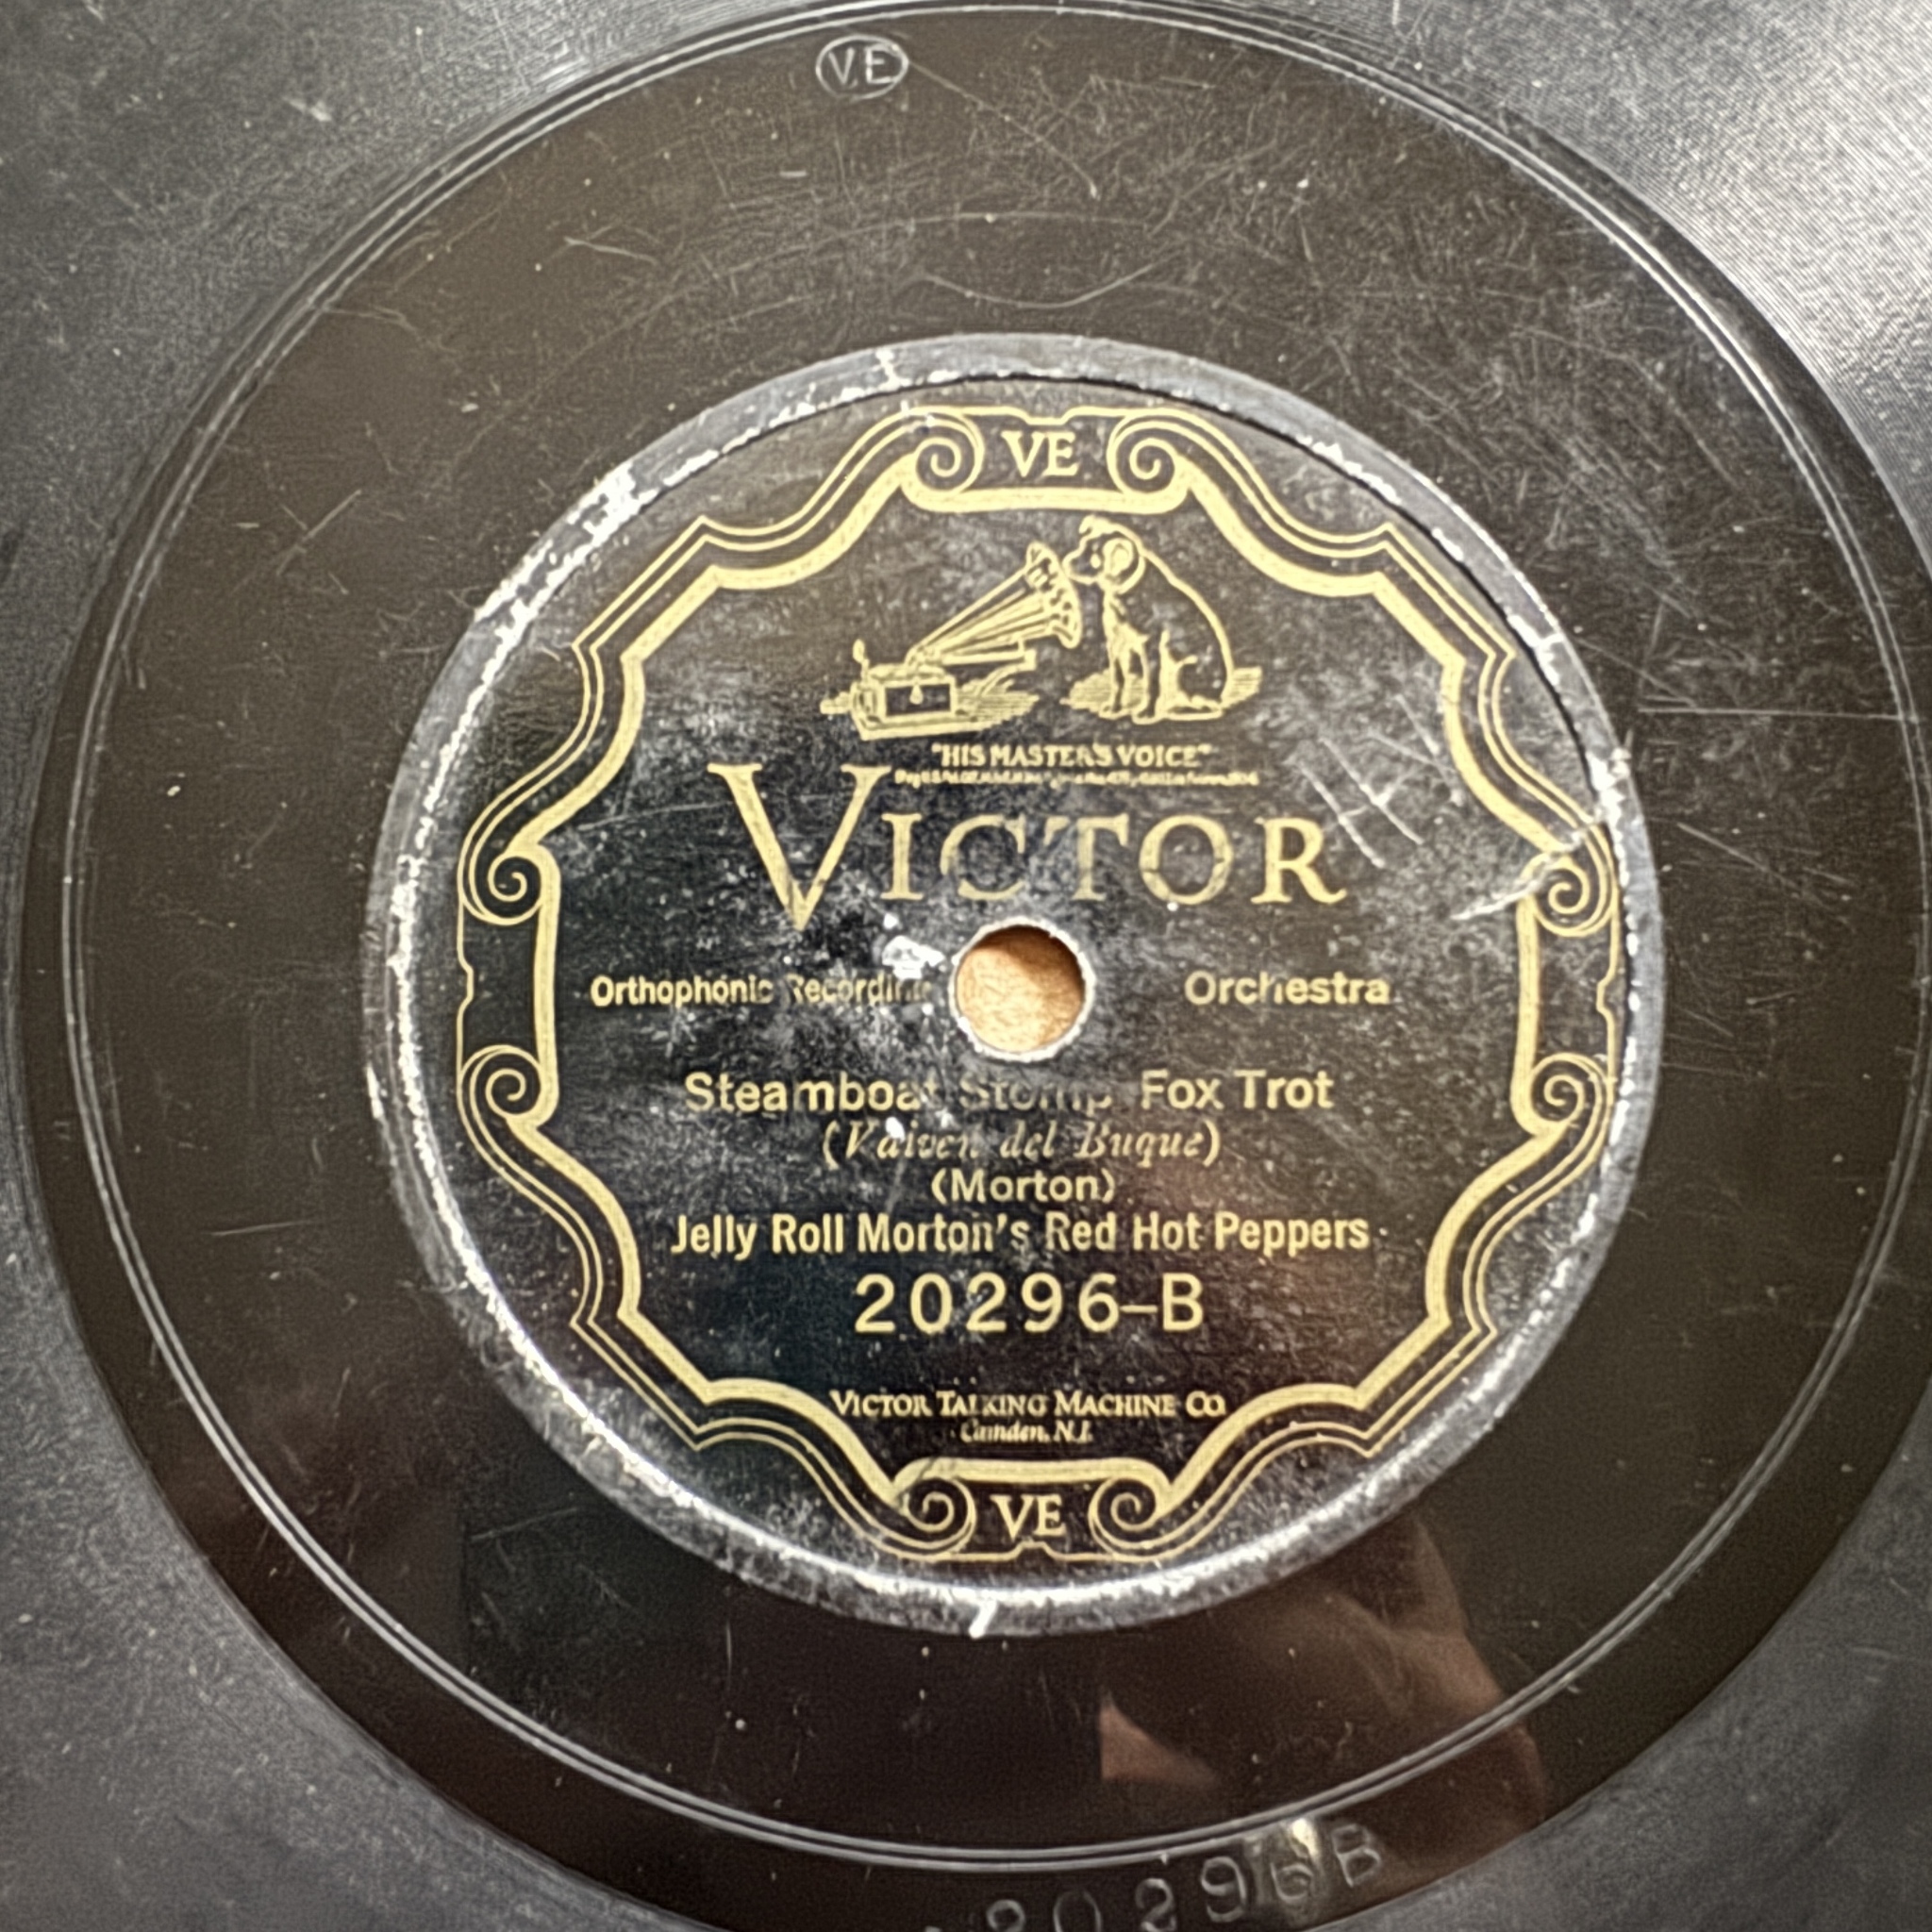 V.E
VE
"HIS MASTER'S VOICE"
VICTOR
Orthophonic Recording Orchestra
Steamboat Stomp Fox Trot
(Vaiven del Buque)
(Morton)
Jelly Roll Morton's Red Hot Peppers
20296–B
VICTOR TALKING MACHINE CO.
Camden, N.J.
VE
20296B